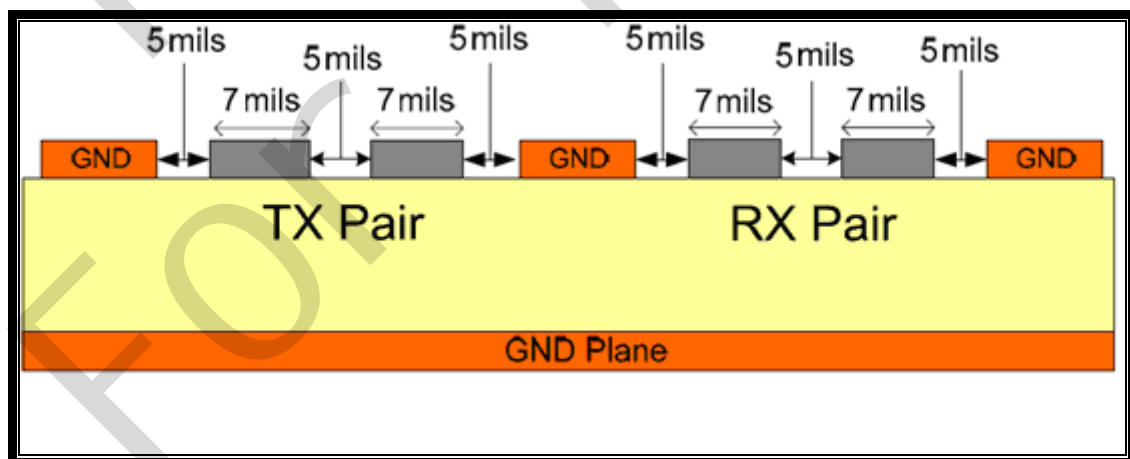 5mils 5mils 5mils 5mils 5mils 5mils
7mils 7mils 7mils 7mils
GND GND GND
TX Pair RX Pair
GND Plane
For